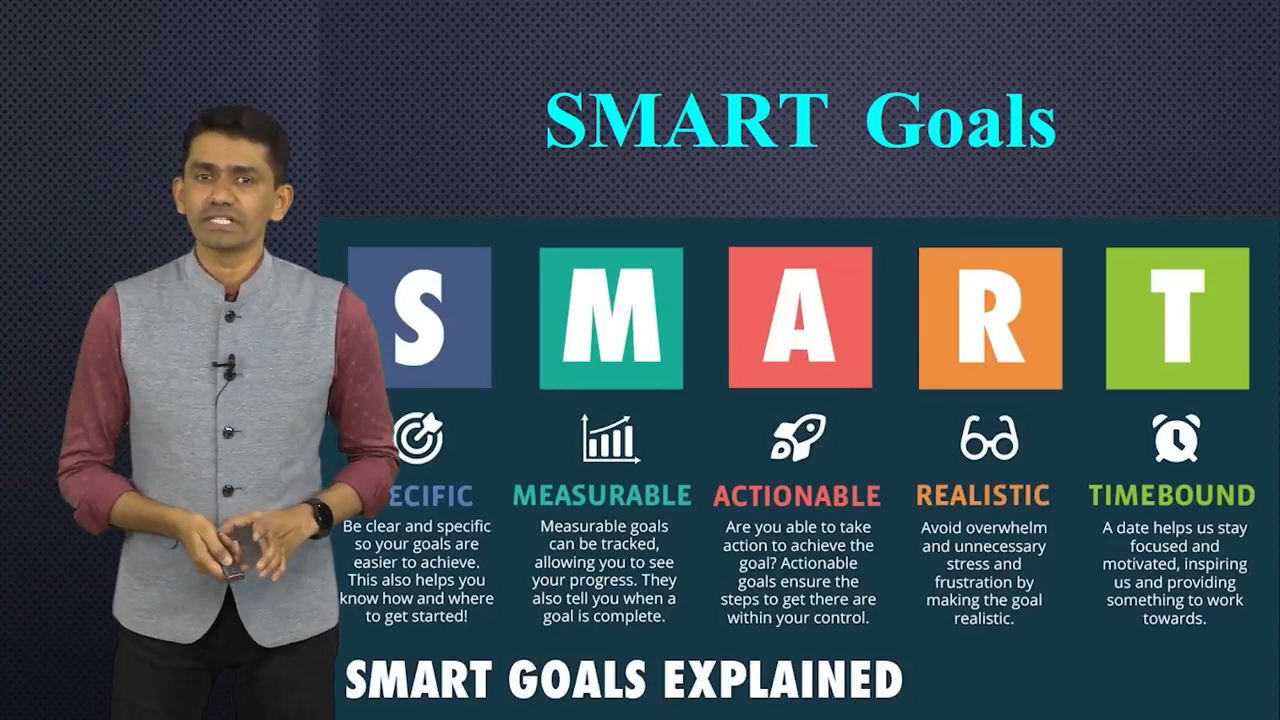 SMART Goals
S
M
A
R
T
ECIFIC
MEASURABLE
ACTIONABLE
REALISTIC
TIMEBOUND
Be clear and specific
so your goals are
easier to achieve.
This also helps you
know how and where
to get started!
Measurable goals
can be tracked,
allowing you to see
your progress. They
also tell you when a
goal is complete.
Are you able to take
action to achieve the
goal? Actionable
goals ensure the
steps to get there are
within your control.
Avoid overwhelm
and unnecessary
stress and
frustration by
making the goal
realistic.
A date helps us stay
focused and
motivated, inspiring
us and providing
something to work
towards.
SMART GOALS EXPLAINED